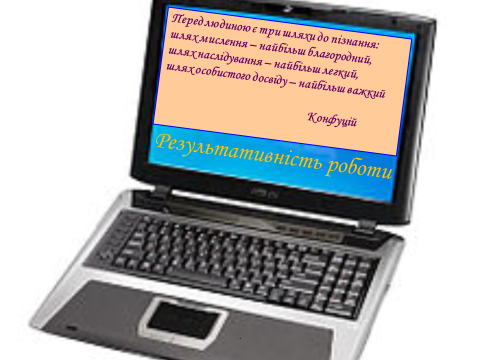 Перед людиною є три шляхи до пізнання:
шлях мислення – найбільш благородний,
шлях наслідування – найбільш легкий,
шлях особистого досвіду – найбільш важкий
Конфуцій
Результативність роботи